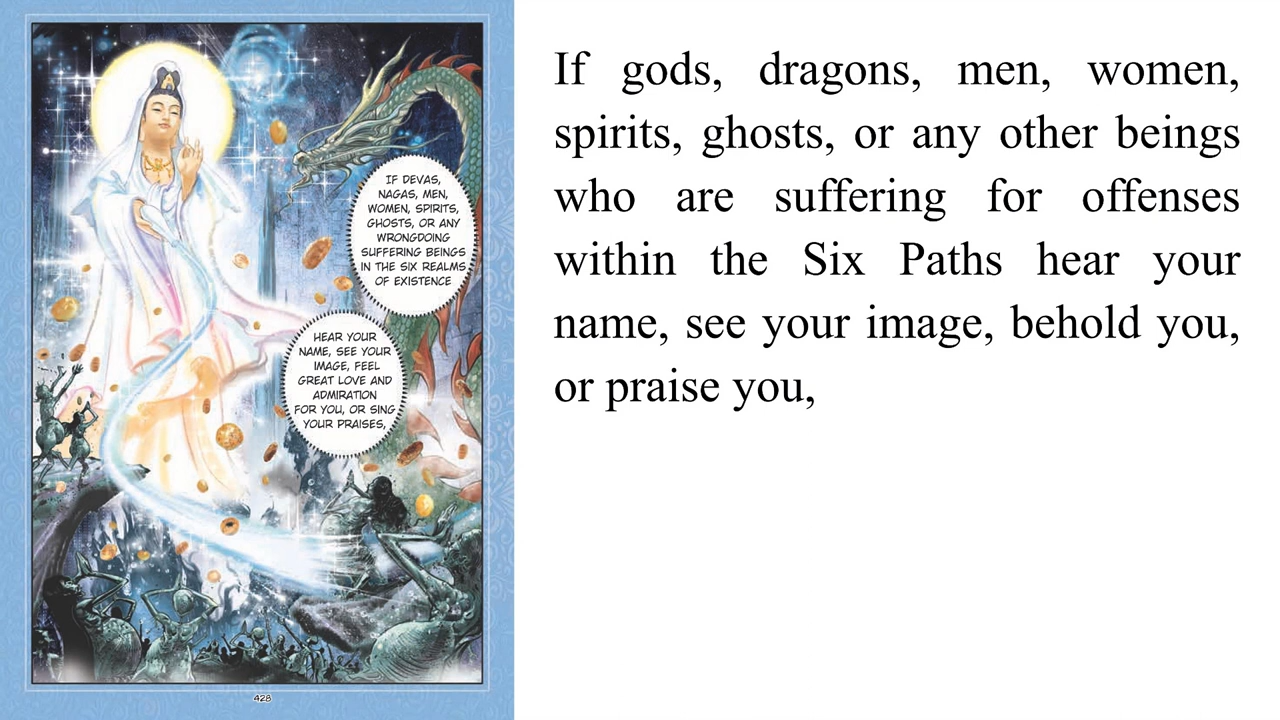 IF DEVAS,
NAGAS, MEN,
WOMEN, SPIRITS,
GHOSTS, OR ANY
WRONGDOING
SUFFERING BEINGS
IN THE SIX REALMS
OF EXISTENCE
HEAR YOUR
NAME, SEE YOUR
IMAGE, FEEL
GREAT LOVE AND
ADMIRATION
FOR YOU, OR SING
YOUR PRAISES,
428
If gods, dragons, men, women,
spirits, ghosts, or any other beings
who are suffering for offenses
within the Six Paths hear your
name, see your image, behold you,
or praise you,